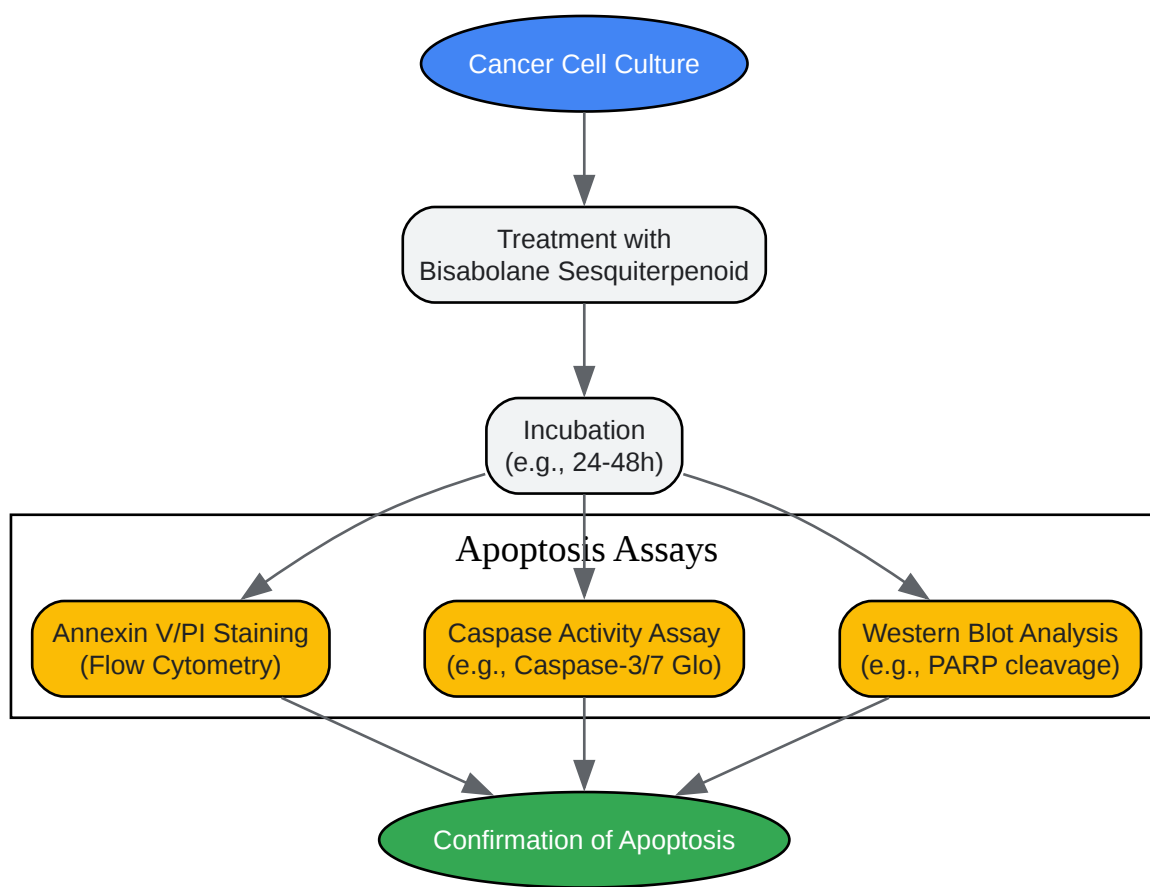 Cancer Cell Culture
Treatment with
Bisabolane Sesquiterpenoid
Incubation
(e.g., 24-48h)
Apoptosis Assays
Annexin V/PI Staining
(Flow Cytometry)
Caspase Activity Assay
(e.g., Caspase-3/7 Glo)
Western Blot Analysis
(e.g., PARP cleavage)
Confirmation of Apoptosis